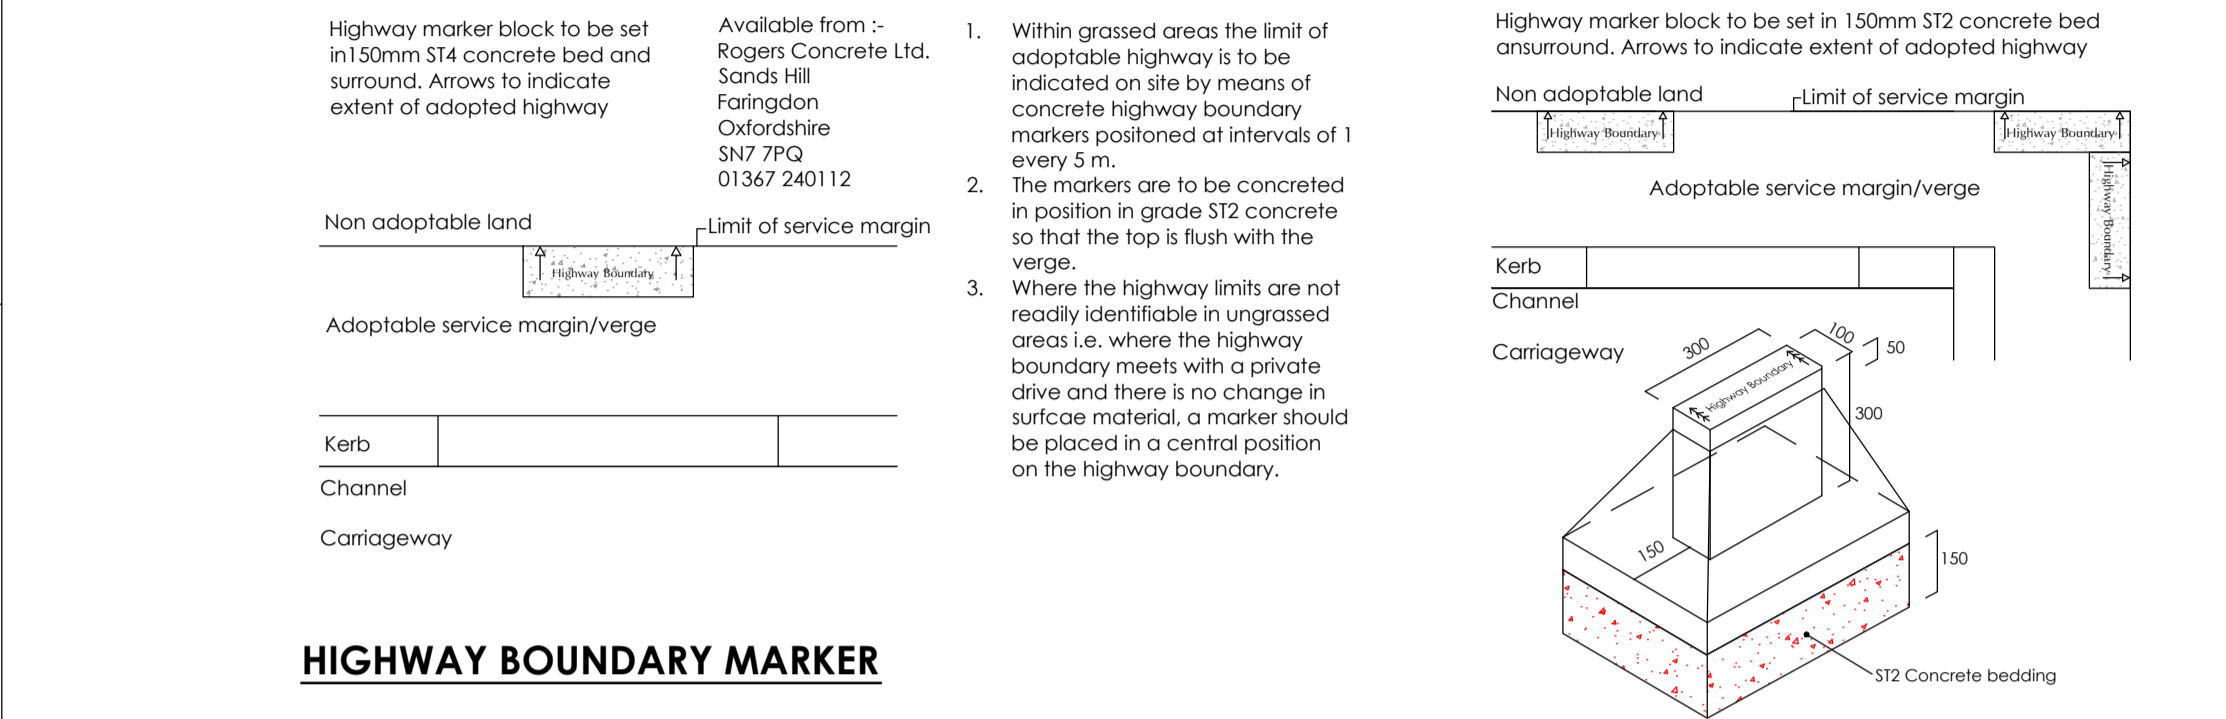 Highway marker block to be set
in150mm ST4 concrete bed and
surround. Arrows to indicate
extent of adopted highway
Available from :-
Rogers Concrete Ltd.
Sands Hill
Faringdon
Oxfordshire
SN7 7PQ
01367 240112
Non adoptable land
Limit of service margin
Highway Boundary
Adoptable service margin/verge
Kerb
Channel
Carriageway
HIGHWAY BOUNDARY MARKER
1. Within grassed areas the limit of
adoptable highway is to be
indicated on site by means of
concrete highway boundary
markers positoned at intervals of 1
every 5 m.
2. The markers are to be concreted
in position in grade ST2 concrete
so that the top is flush with the
verge.
3. Where the highway limits are not
readily identifiable in ungrassed
areas i.e. where the highway
boundary meets with a private
drive and there is no change in
surfcae material, a marker should
be placed in a central position
on the highway boundary.
Highway marker block to be set in 150mm ST2 concrete bed
ansurround. Arrows to indicate extent of adopted highway
Non adoptable land
Limit of service margin
Highway Boundary
Highway Boundary
Highway Boundary
Adoptable service margin/verge
Kerb
Channel
Carriageway
300
100
50
Highway Boundary
300
150
150
ST2 Concrete bedding